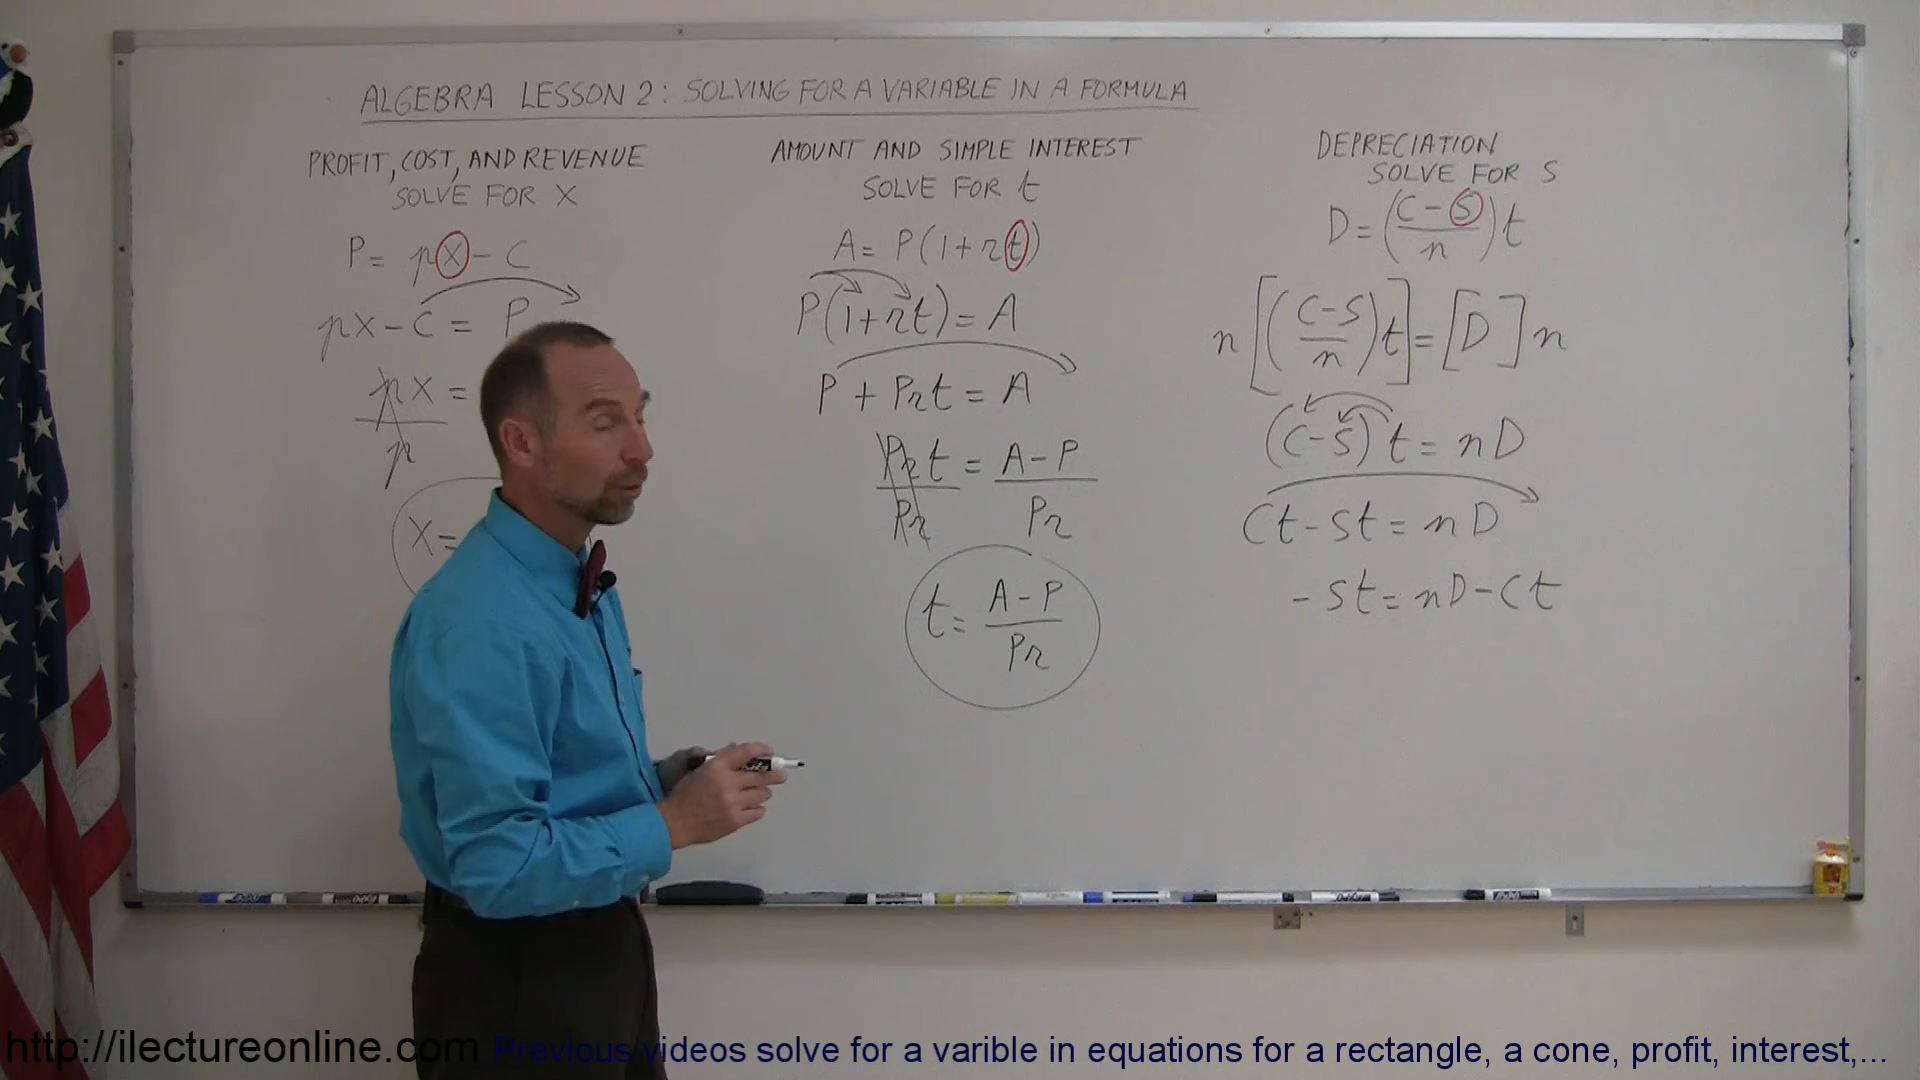 ALGEBRA LESSON 2: SOLVING FOR A VARIABLE IN A FORMULA
PROFIT, COST, AND REVENUE
SOLVE FOR X
P = px - C
px - C = P
px =
p
X =
AMOUNT AND SIMPLE INTEREST
SOLVE FOR t
A = P(1 + rt)
P(1 + rt) = A
P + Prt = A
Prt = A - P
Pr Pr
t = A - P
Pr
DEPRECIATION
SOLVE FOR S
D = (C - S / n) t
n [(C - S / n) t] = [D] n
(C - S) t = nD
Ct - St = nD
- St = nD - Ct
http://ilectureonline.com Previous videos solve for a varible in equations for a rectangle, a cone, profit, interest,...